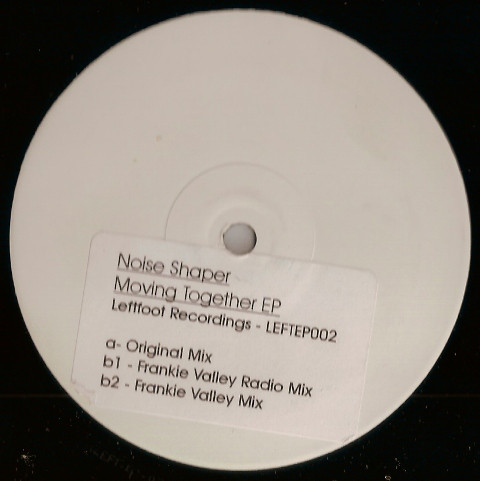 Noise Shaper
Moving Together EP
Leftfoot Recordings - LEFTEP002
a- Original Mix
b1 - Frankie Valley Radio Mix
b2 - Frankie Valley Mix